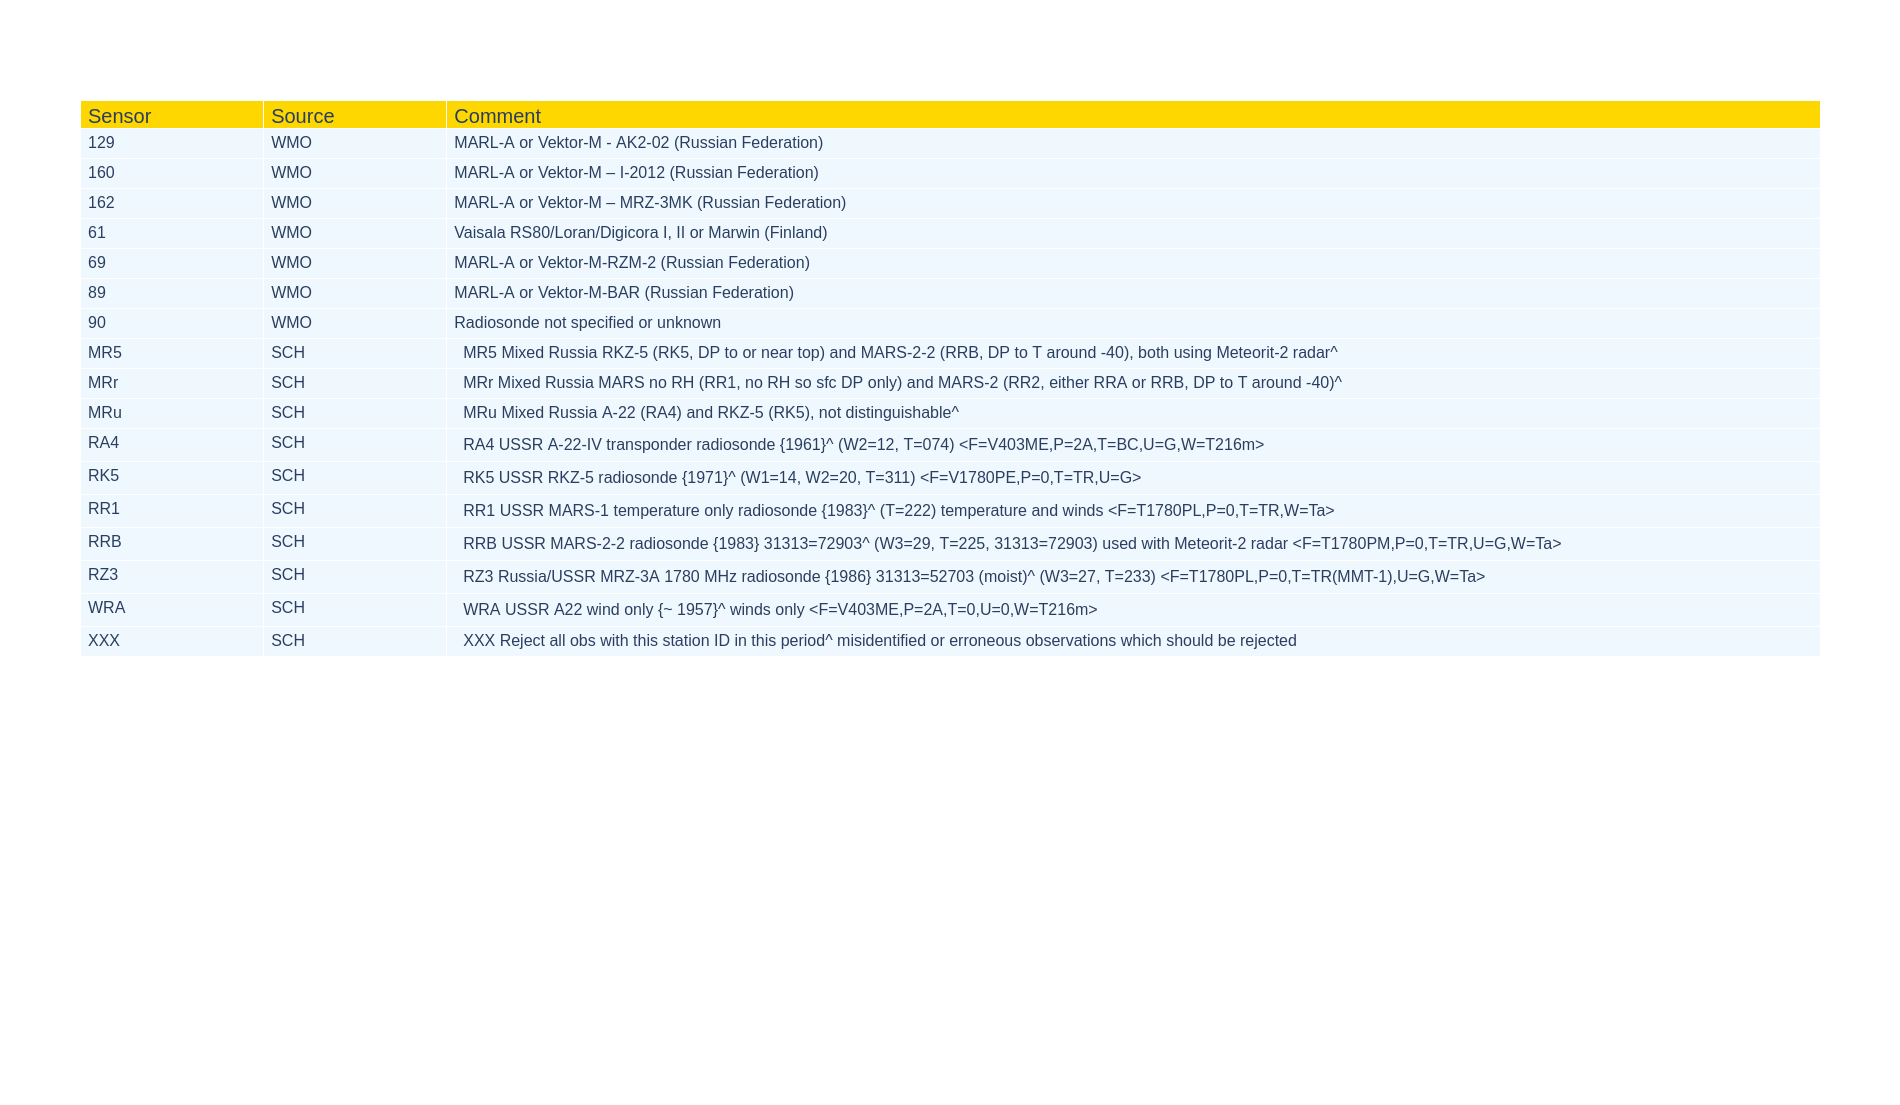 Sensor Source Comment
129 WMO MARL-A or Vektor-M - AK2-02 (Russian Federation)
160 WMO MARL-A or Vektor-M – I-2012 (Russian Federation)
162 WMO MARL-A or Vektor-M – MRZ-3MK (Russian Federation)
61 WMO Vaisala RS80/Loran/Digicora I, II or Marwin (Finland)
69 WMO MARL-A or Vektor-M-RZM-2 (Russian Federation)
89 WMO MARL-A or Vektor-M-BAR (Russian Federation)
90 WMO Radiosonde not specified or unknown
MR5 SCH MR5 Mixed Russia RKZ-5 (RK5, DP to or near top) and MARS-2-2 (RRB, DP to T around -40), both using Meteorit-2 radar^
MRr SCH MRr Mixed Russia MARS no RH (RR1, no RH so sfc DP only) and MARS-2 (RR2, either RRA or RRB, DP to T around -40)^
MRu SCH MRu Mixed Russia A-22 (RA4) and RKZ-5 (RK5), not distinguishable^
RA4 SCH RA4 USSR A-22-IV transponder radiosonde {1961}^ (W2=12, T=074) <F=V403ME,P=2A,T=BC,U=G,W=T216m>
RK5 SCH RK5 USSR RKZ-5 radiosonde {1971}^ (W1=14, W2=20, T=311) <F=V1780PE,P=0,T=TR,U=G>
RR1 SCH RR1 USSR MARS-1 temperature only radiosonde {1983}^ (T=222) temperature and winds <F=T1780PL,P=0,T=TR,W=Ta>
RRB SCH RRB USSR MARS-2-2 radiosonde {1983} 31313=72903^ (W3=29, T=225, 31313=72903) used with Meteorit-2 radar <F=T1780PM,P=0,T=TR,U=G,W=Ta>
RZ3 SCH RZ3 Russia/USSR MRZ-3A 1780 MHz radiosonde {1986} 31313=52703 (moist)^ (W3=27, T=233) <F=T1780PL,P=0,T=TR(MMT-1),U=G,W=Ta>
WRA SCH WRA USSR A22 wind only {~ 1957}^ winds only <F=V403ME,P=2A,T=0,U=0,W=T216m>
XXX SCH XXX Reject all obs with this station ID in this period^ misidentified or erroneous observations which should be rejected